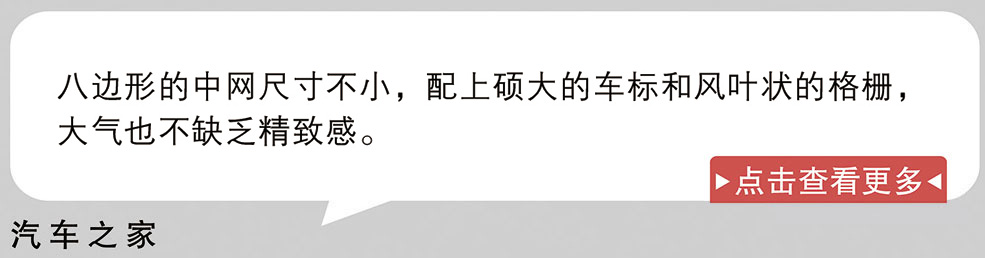 八边形的中网尺寸不小，配上硕大的车标和风叶状的格栅，
大气也不缺乏精致感。
点击查看更多
汽车之家